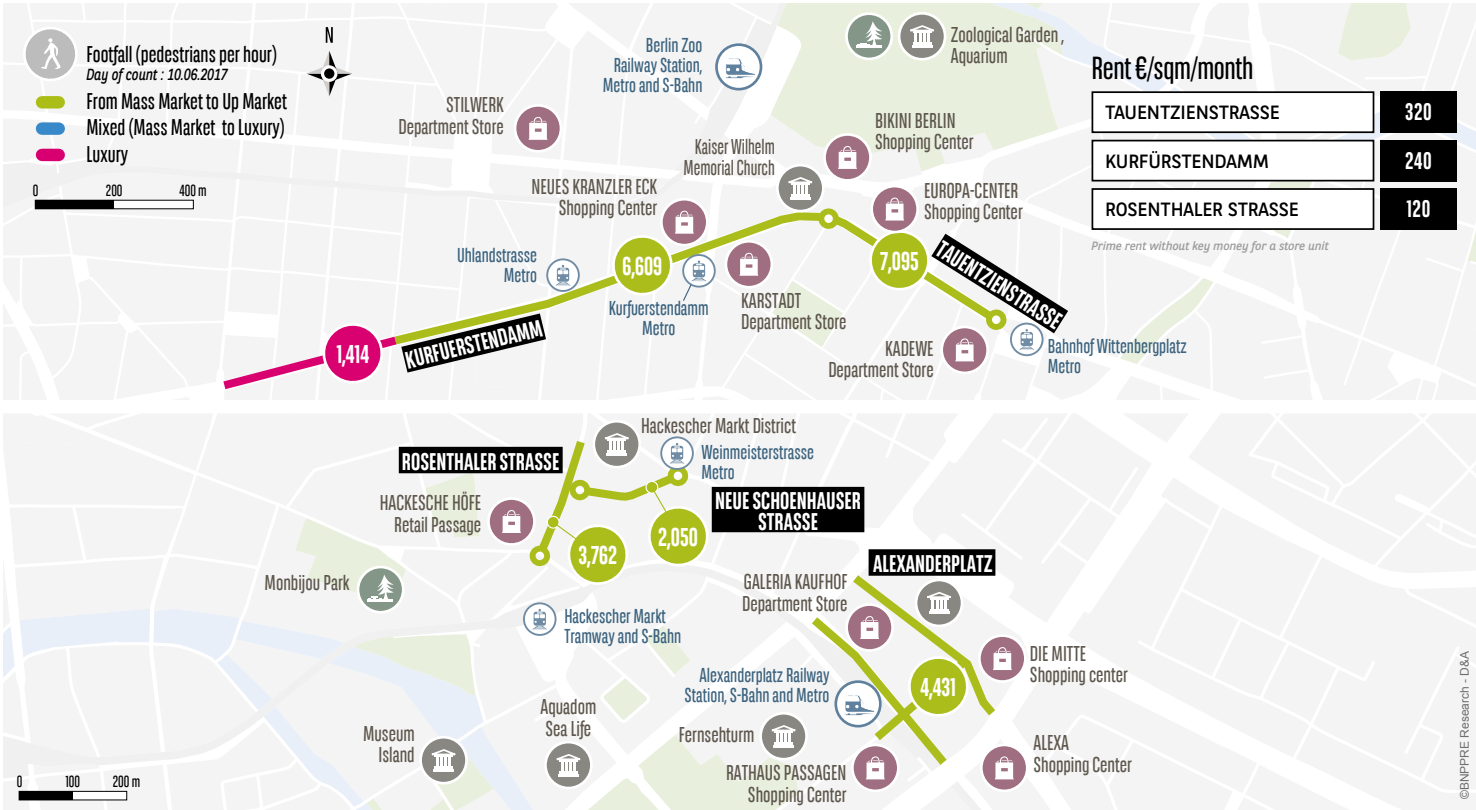 Footfall (pedestrians per hour)
Day of count : 10.06.2017
From Mass Market to Up Market
Mixed (Mass Market to Luxury)
Luxury
0 200 400 m
N
Berlin Zoo
Railway Station,
Metro and S-Bahn
Zoological Garden ,
Aquarium
STILWERK
Department Store
BIKINI BERLIN
Shopping Center
Kaiser Wilhelm
Memorial Church
NEUES KRANZLER ECK
Shopping Center
EUROPA-CENTER
Shopping Center
Uhlandstrasse
Metro
6,609
7,095
TAUENTZIENSTRASSE
Kurfuerstendamm
Metro
KARSTADT
Department Store
1,414
KURFUERSTENDAMM
KADEWE
Department Store
Bahnhof Wittenbergplatz
Metro
Rent €/sqm/month
TAUENTZIENSTRASSE 320
KURFÜRSTENDAMM 240
ROSENTHALER STRASSE 120
Prime rent without key money for a store unit
Hackescher Markt District
ROSENTHALER STRASSE
Weinmeisterstrasse
Metro
HACKESCHE HÖFE
Retail Passage
NEUE SCHOENHAUSER
STRASSE
3,762
2,050
Monbijou Park
ALEXANDERPLATZ
GALERIA KAUFHOF
Department Store
Hackescher Markt
Tramway and S-Bahn
DIE MITTE
Shopping center
Alexanderplatz Railway
Station, S-Bahn and Metro
4,431
Aquadom
Sea Life
Museum
Island
Fernsehturm
RATHAUS PASSAGEN
Shopping Center
ALEXA
Shopping Center
0 100 200 m
©BNPPRE Research - D&A